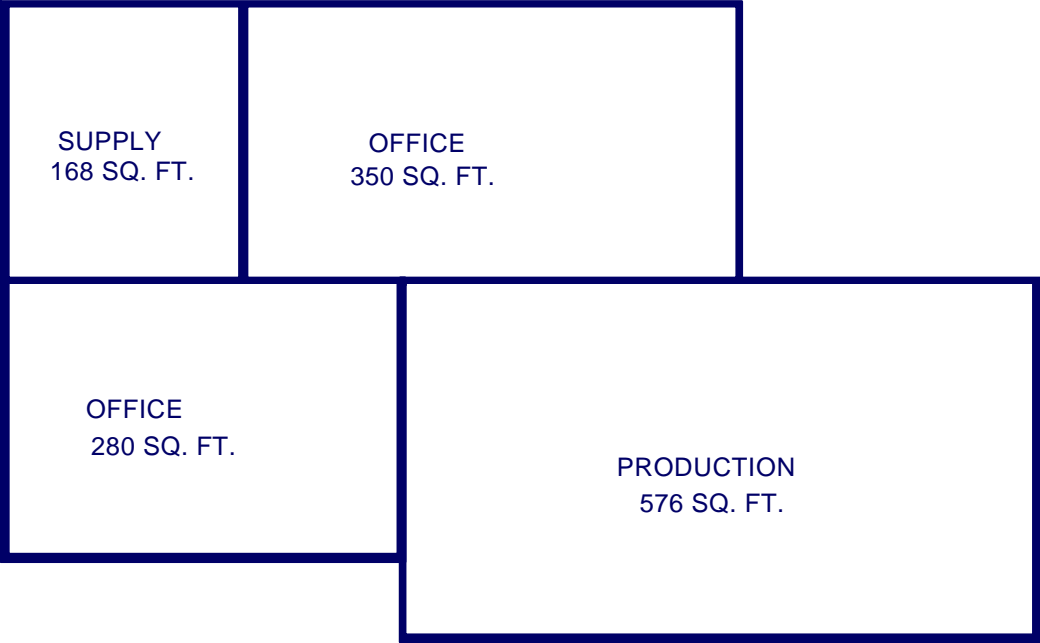 SUPPLY
168 SQ. FT.
OFFICE
350 SQ. FT.
OFFICE
280 SQ. FT.
PRODUCTION
576 SQ. FT.